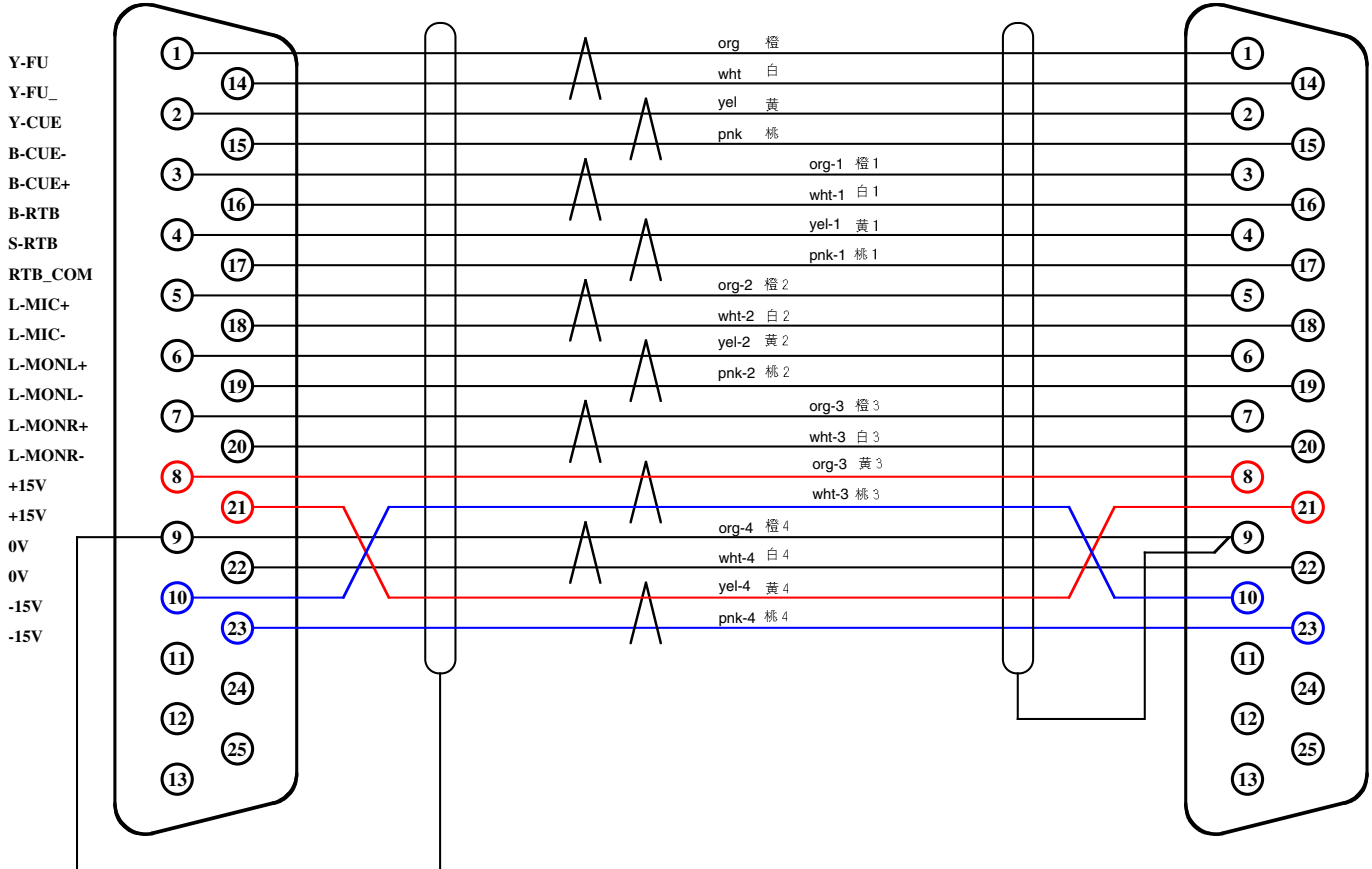 Y-FU
Y-FU_
Y-CUE
B-CUE-
B-CUE+
B-RTB
S-RTB
RTB_COM
L-MIC+
L-MIC-
L-MONL+
L-MONL-
L-MONR+
L-MONR-
+15V
+15V
0V
0V
-15V
-15V
1
14
2
15
3
16
4
17
5
18
6
19
7
20
8
21
9
22
10
23
11
24
12
25
13
org 橙
wht 白
yel 黄
pnk 桃
org-1 橙1
wht-1 白1
yel-1 黄1
pnk-1 桃1
org-2 橙2
wht-2 白2
yel-2 黄2
pnk-2 桃2
org-3 橙3
wht-3 白3
org-3 黄3
wht-3 桃3
org-4 橙4
wht-4 白4
yel-4 黄4
pnk-4 桃4
1
14
2
15
3
16
4
17
5
18
6
19
7
20
8
21
9
22
10
23
11
24
12
25
13